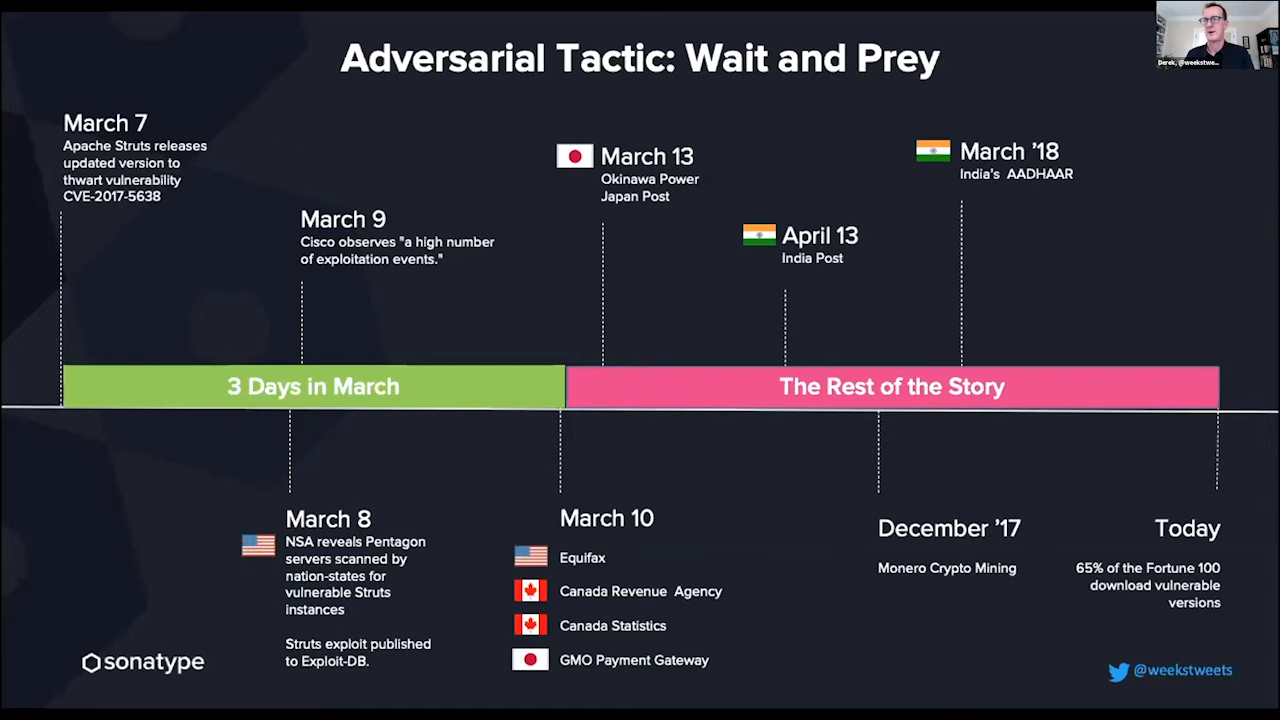 Adversarial Tactic: Wait and Prey
Derek, @weekstwe...
March 7
Apache Struts releases
updated version to
thwart vulnerability
CVE-2017-5638
March 9
Cisco observes "a high number
of exploitation events."
March 13
Okinawa Power
Japan Post
April 13
India Post
March '18
India's AADHAAR
3 Days in March
The Rest of the Story
March 8
NSA reveals Pentagon
servers scanned by
nation-states for
vulnerable Struts
instances
Struts exploit published
to Exploit-DB.
March 10
Equifax
Canada Revenue Agency
Canada Statistics
GMO Payment Gateway
December '17
Monero Crypto Mining
Today
65% of the Fortune 100
download vulnerable
versions
sonatype
@weekstweets